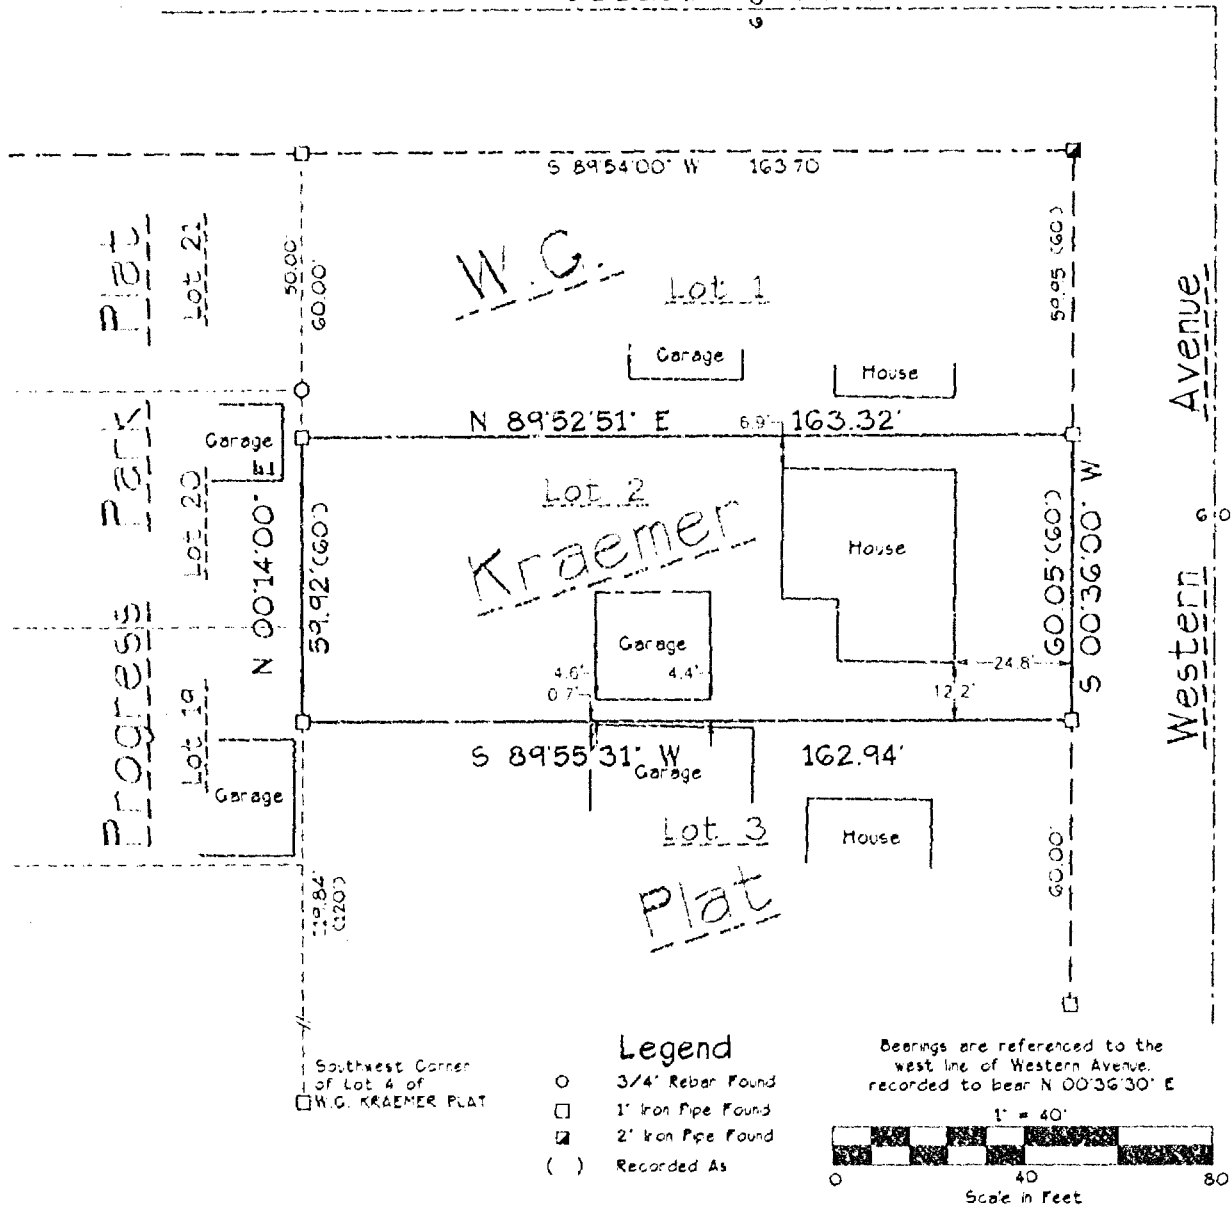 S 89°54'00" W 163.70
Plat
Lot 21
50.00'
60.00'
W.G.
Lot 1
59.95 (60')
Avenue
Garage
House
N 89°52'51" E 163.32'
6.9'
Park
Garage
Lot 20
N 00°14'00" E
59.92' (60')
Lot 2
Kraemer
House
60.05' (60')
S 00°36'00" W
60
Garage
4.6'
4.4'
0.7'
24.8'
12.2'
Western
Progress
Lot 19
Garage
S 89°55'31" W 162.94'
Garage
Lot 3
House
Plat
60.00'
119.84'
(120')
Southwest Corner
of Lot 4 of
W.G. KRAEMER PLAT
Legend
3/4" Rebar Found
1" Iron Pipe Found
2" Iron Pipe Found
( ) Recorded As
Bearings are referenced to the
west line of Western Avenue,
recorded to bear N 00°36'30" E
1" = 40'
0 40 80
Scale in Feet